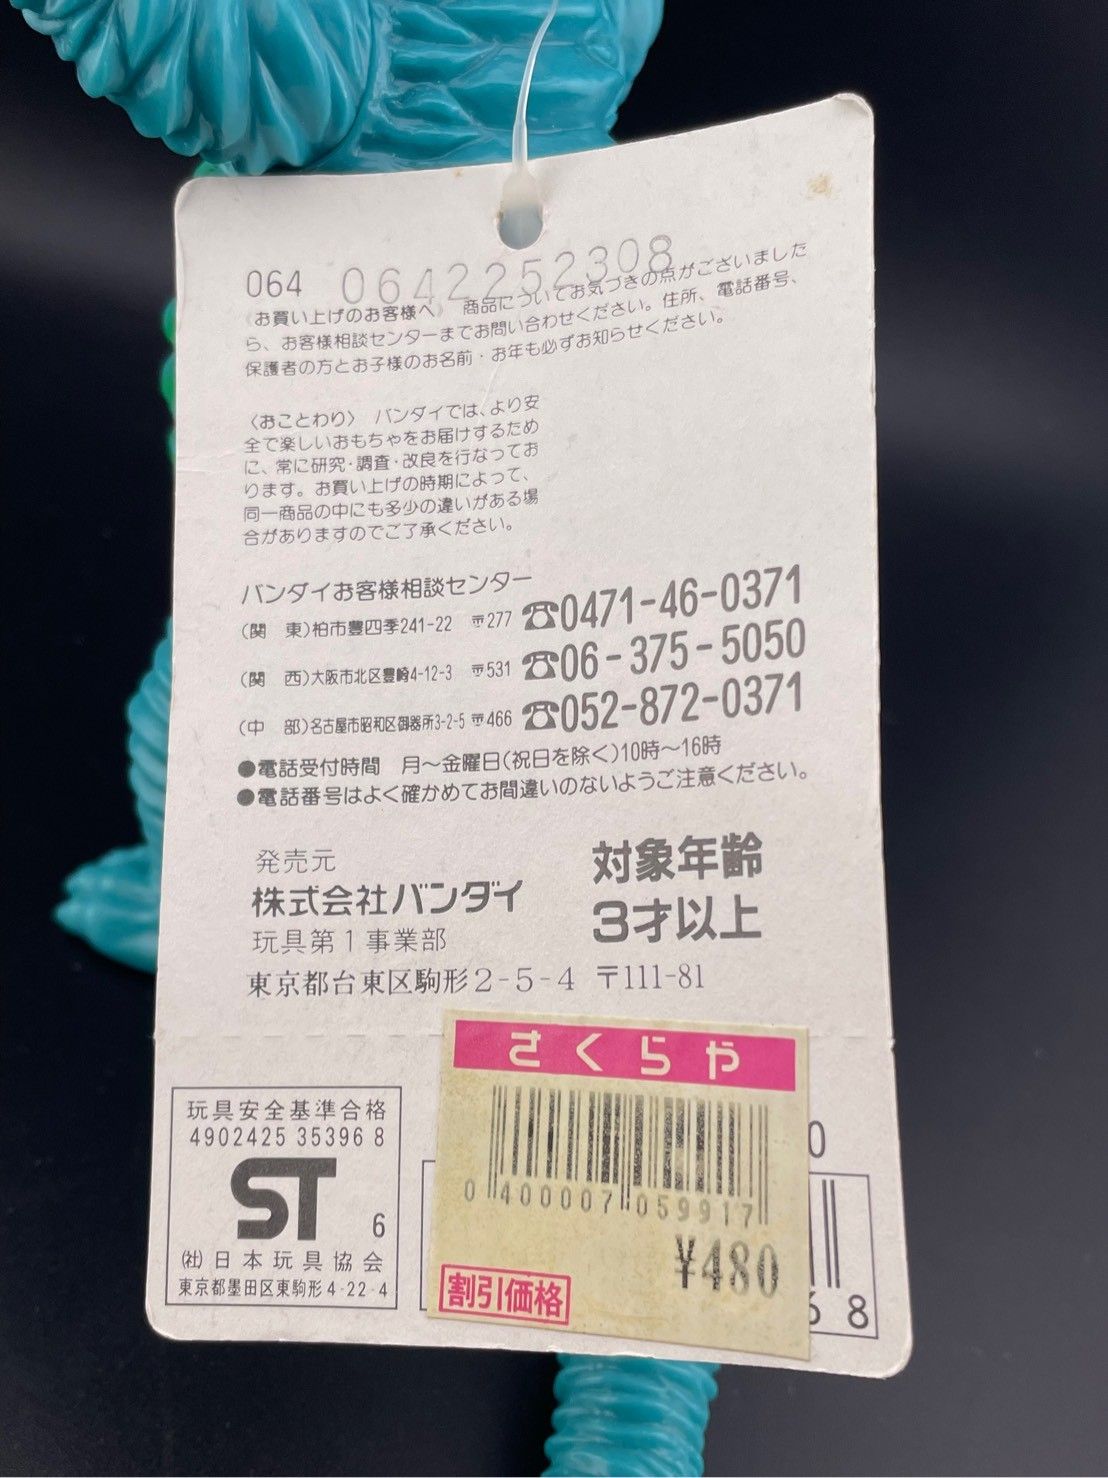 064 0642252308
〈お買い上げのお客様へ〉 商品についてお気づきの点がございました
ら、お客様相談センターまでお問い合わせください。住所、電話番号、
保護者の方とお子様のお名前・お年も必ずお知らせください。
〈おことわり〉 バンダイでは、より安
全で楽しいおもちゃをお届けするため
に、常に研究・調査・改良を行なってお
ります。お買い上げの時期によって、
同一商品の中にも多少の違いがある場
合がありますのでご了承ください。
バンダイお客様相談センター
(関 東)柏市豊四季241-22 〒277 ☎0471-46-0371
(関 西)大阪市北区豊崎4-12-3 〒531 ☎06-375-5050
(中 部)名古屋市昭和区御器所3-2-5 〒466 ☎052-872-0371
●電話受付時間 月～金曜日(祝日を除く)10時～16時
●電話番号はよく確かめてお間違いのないようご注意ください。
発売元
株式会社バンダイ
玩具第1事業部
東京都台東区駒形2-5-4 〒111-81
対象年齢
3才以上
玩具安全基準合格
4902425 35396 8
ST 6
(社)日本玩具協会
東京都墨田区東駒形4-22-4
さくらや
0 400007 059917
¥480
割引価格
0
6 8